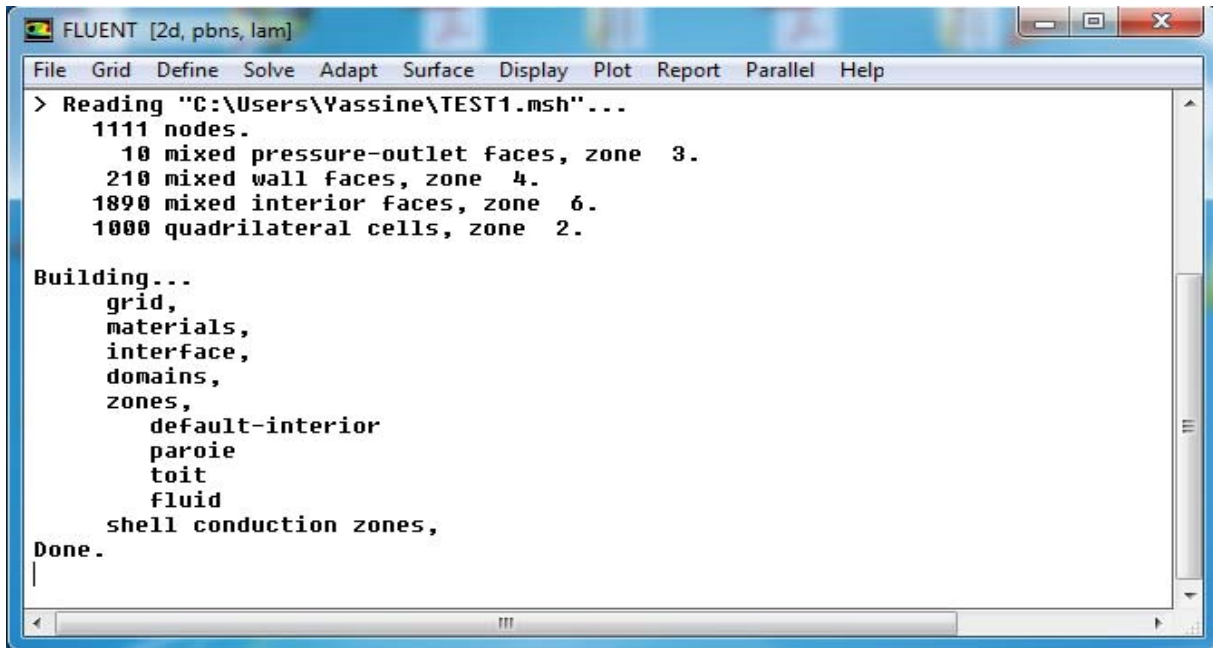 FLUENT [2d, pbns, lam]
File Grid Define Solve Adapt Surface Display Plot Report Parallel Help
> Reading "C:\Users\Yassine\TEST1.msh"...
1111 nodes.
10 mixed pressure-outlet faces, zone 3.
210 mixed wall faces, zone 4.
1890 mixed interior faces, zone 6.
1000 quadrilateral cells, zone 2.
Building...
grid,
materials,
interface,
domains,
zones,
default-interior
paroie
toit
fluid
shell conduction zones,
Done.